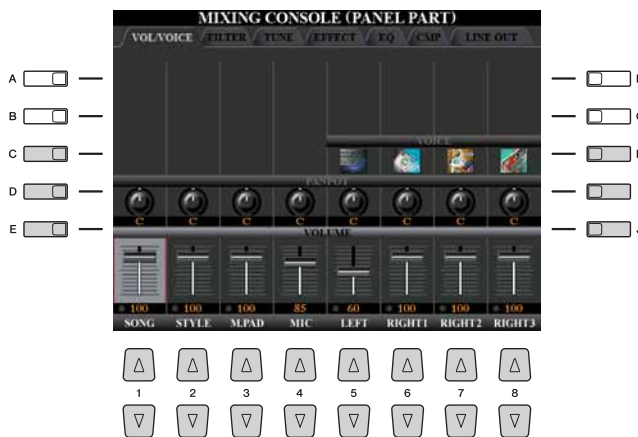 MIXING CONSOLE (PANEL PART)
VOL/VOICE FILTER TUNE EFFECT EQ CMP LINE OUT
A
B
C
D
E
VOICE
PANPOT
C C C C C C C C
VOLUME
100 100 100 85 60 100 100 100
SONG STYLE M.PAD MIC LEFT RIGHT1 RIGHT2 RIGHT3
1 2 3 4 5 6 7 8